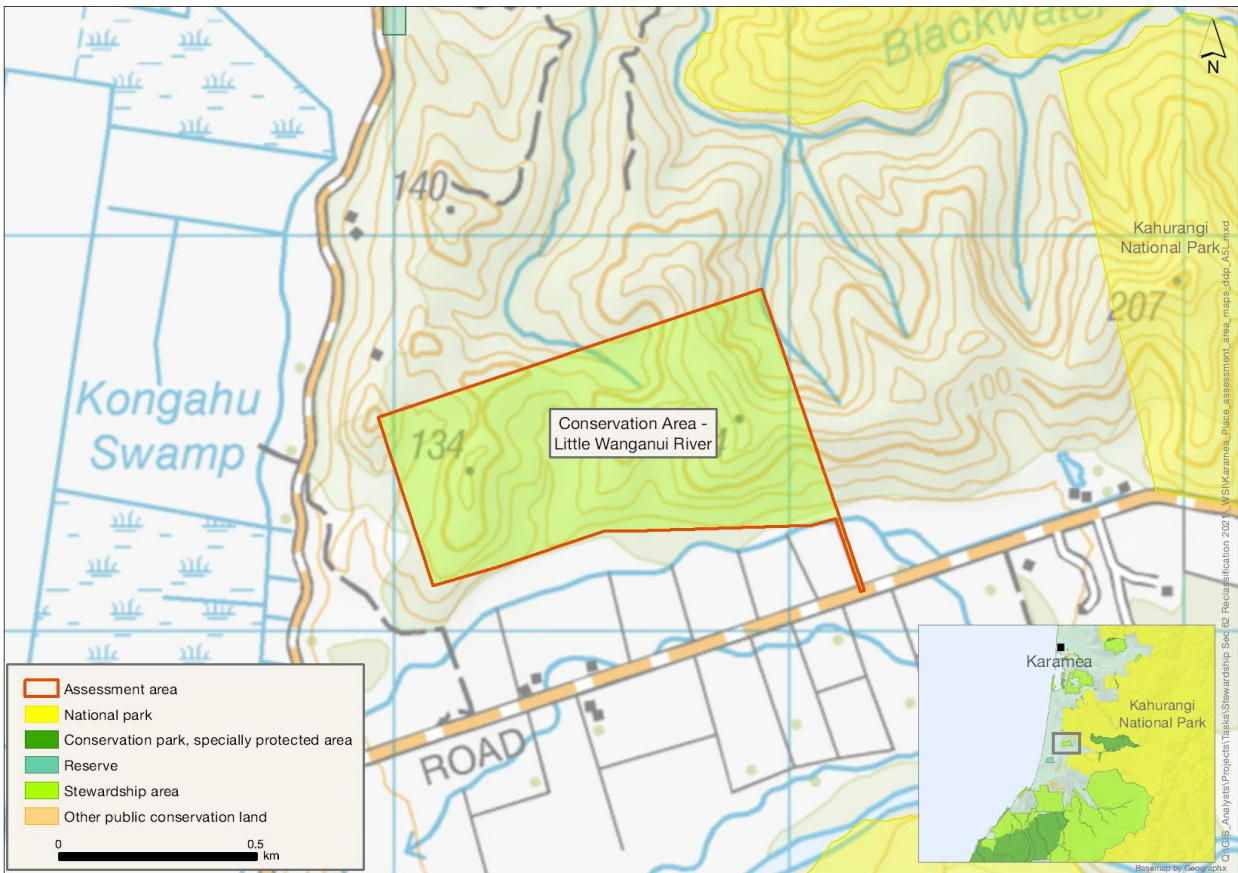 Blackwater
N
140
Kahurangi
National Park
207
Kongahu
Swamp
134
Conservation Area -
Little Wanganui River
4
100
ROAD
Assessment area
National park
Conservation park, specially protected area
Reserve
Stewardship area
Other public conservation land
0 0.5
km
Karamea
Kahurangi
National Park
Basemap by Geographx